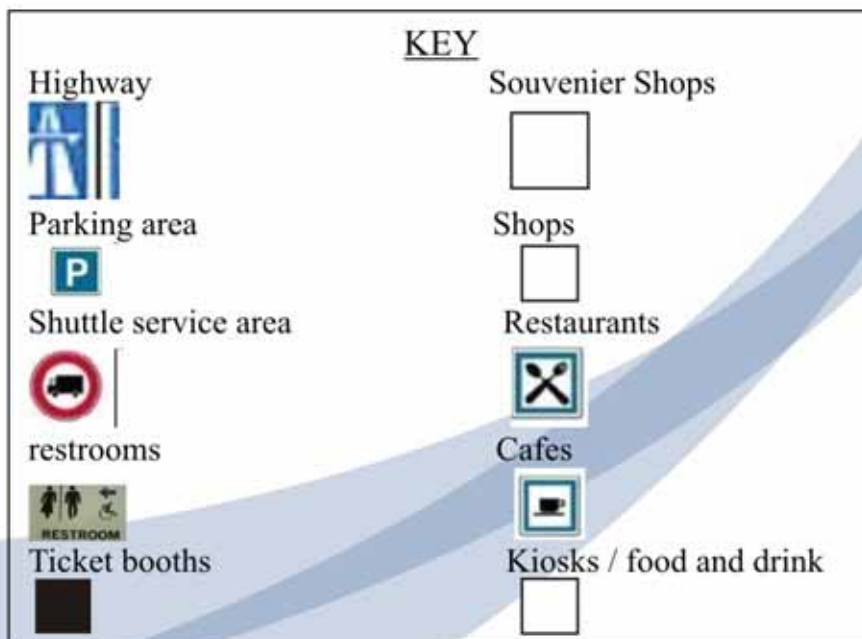 KEY
Highway
Souvenier Shops
Parking area
Shops
P
Shuttle service area
Restaurants
restrooms
Cafes
RESTROOM
Ticket booths
Kiosks / food and drink